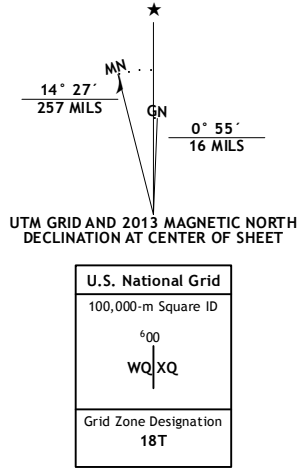 ★
MN
GN
14° 27´
257 MILS
0° 55´
16 MILS
UTM GRID AND 2013 MAGNETIC NORTH
DECLINATION AT CENTER OF SHEET
U.S. National Grid
100,000-m Square ID
⁶00
WQ XQ
Grid Zone Designation
18T